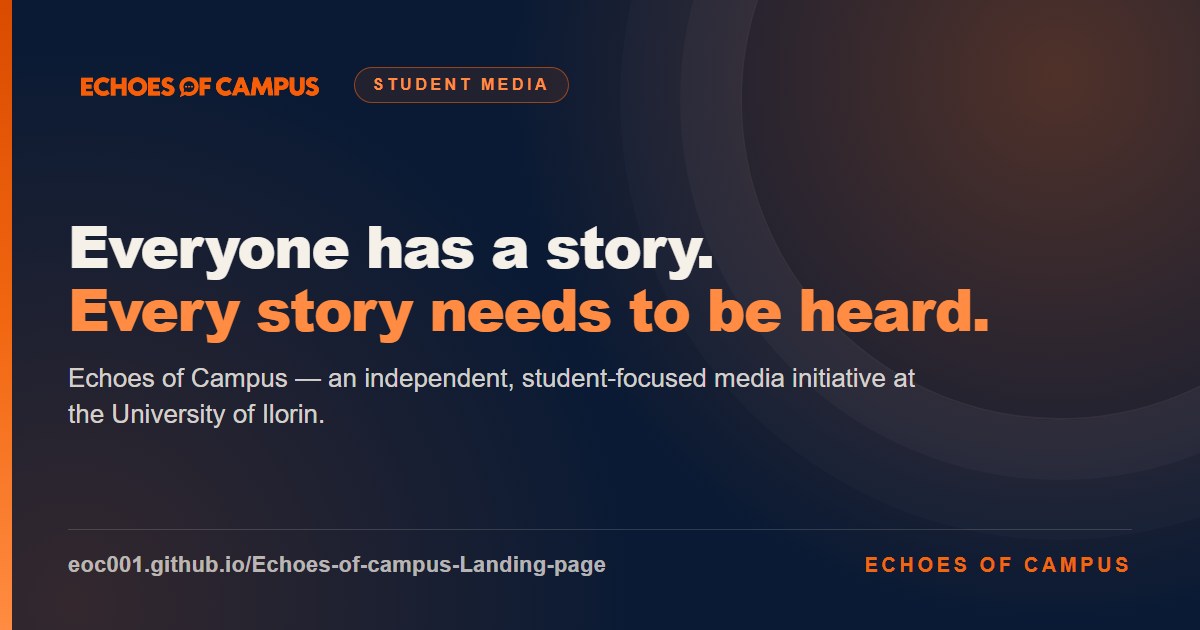 ECHOES OF CAMPUS
STUDENT MEDIA
Everyone has a story.
Every story needs to be heard.
Echoes of Campus — an independent, student-focused media initiative at
the University of Ilorin.
eoc001.github.io/Echoes-of-campus-Landing-page
ECHOES OF CAMPUS